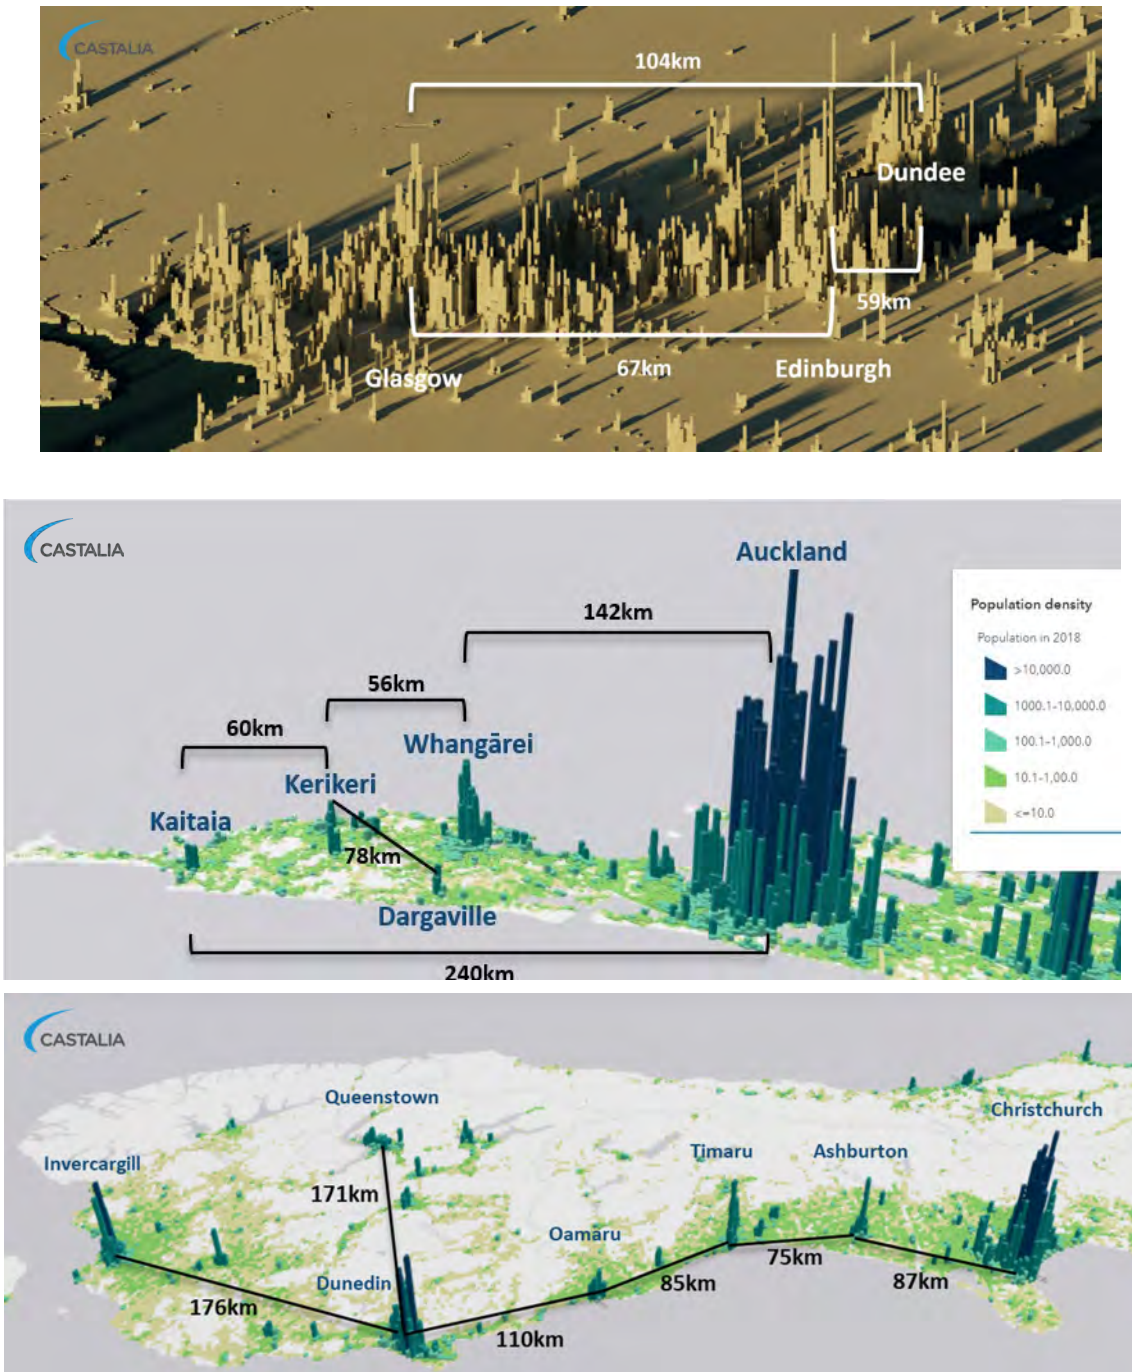 CASTALIA
104km
Dundee
59km
Glasgow
67km
Edinburgh
CASTALIA
Auckland
142km
56km
60km
Whangārei
Kerikeri
Kaitaia
78km
Dargaville
240km
Population density
Population in 2018
>10,000.0
1000.1-10,000.0
100.1-1,000.0
10.1-1,00.0
<=10.0
CASTALIA
Queenstown
Christchurch
Invercargill
Timaru
Ashburton
171km
Oamaru
Dunedin
75km
85km
87km
176km
110km